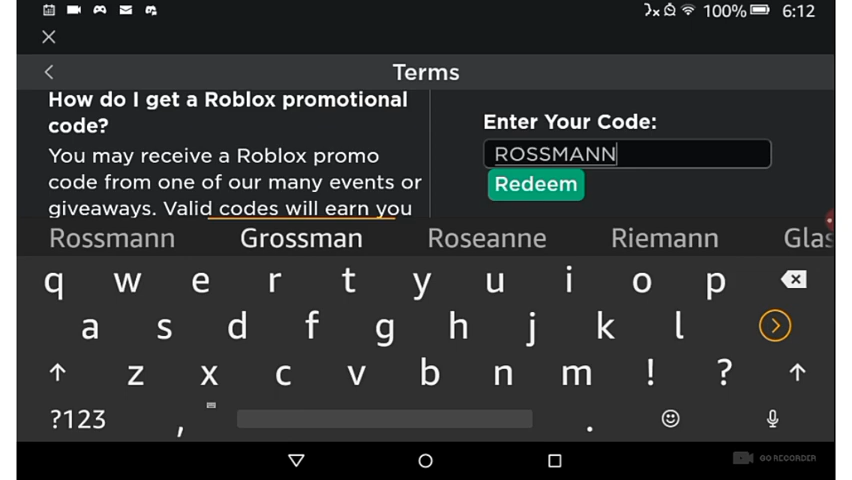 100% 6:12
Terms
How do I get a Roblox promotional
code?
You may receive a Roblox promo
code from one of our many events or
giveaways. Valid codes will earn you
Enter Your Code:
ROSSMANN
Redeem
Rossmann Grossman Roseanne Riemann Glas
q w e r t y u i o p
a s d f g h j k l
z x c v b n m ! ?
?123 , .
GO RECORDER